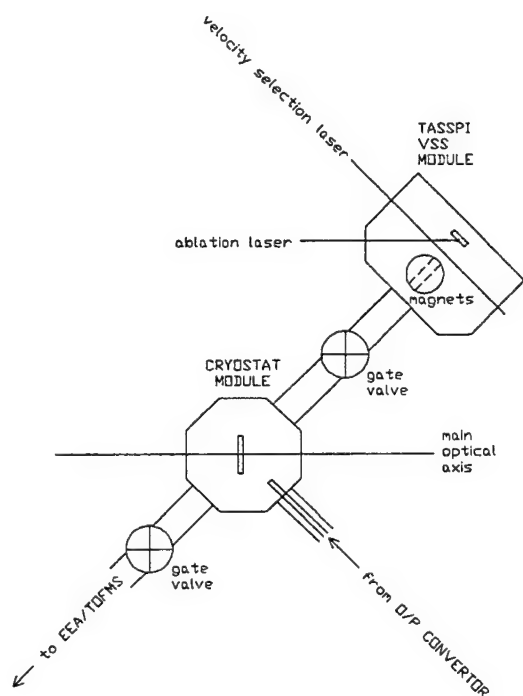 velocity selection laser
TASSPI
VSS
MODULE
ablation laser
magnets
CRYOSTAT
MODULE
gate
valve
main
optical
axis
gate
valve
to EEA/TOFMS
from O/P CONVERTOR